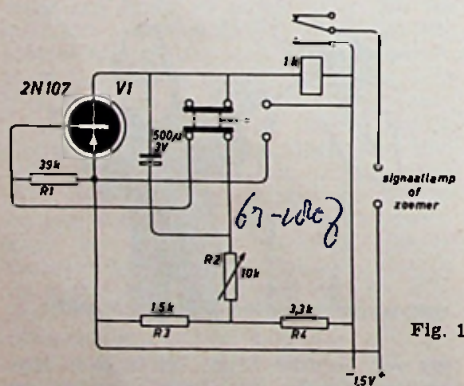 2N107 V1
1k
500µ
3V
39k
R1
signaallamp
of
zoemer
R2
10k
1.5k
R3
3,3k
R4
Fig. 1
- 1,5V +